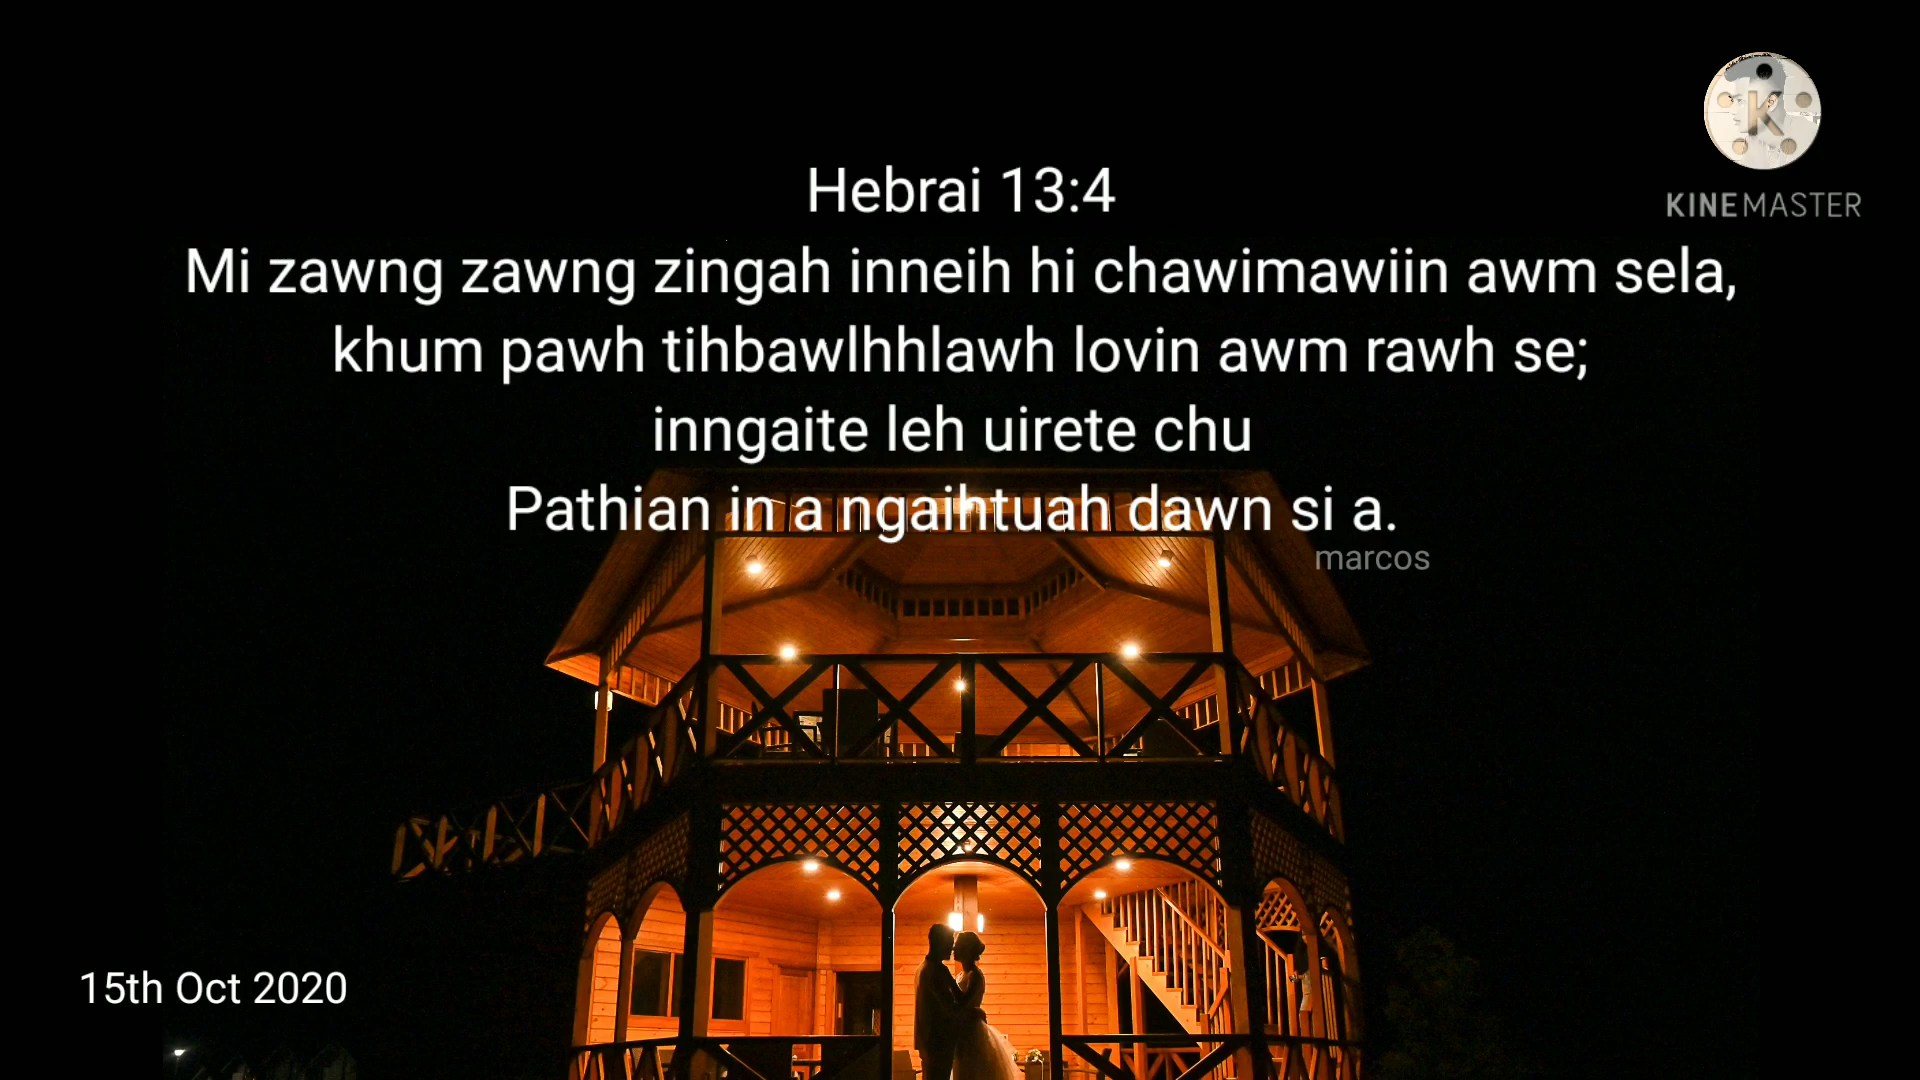 K
KINEMASTER
Hebrai 13:4
Mi zawng zawng zingah inneih hi chawimawiin awm sela,
khum pawh tihbawlhhlawh lovin awm rawh se;
inngaite leh uirete chu
Pathian in a ngaihtuah dawn si a.
marcos
15th Oct 2020